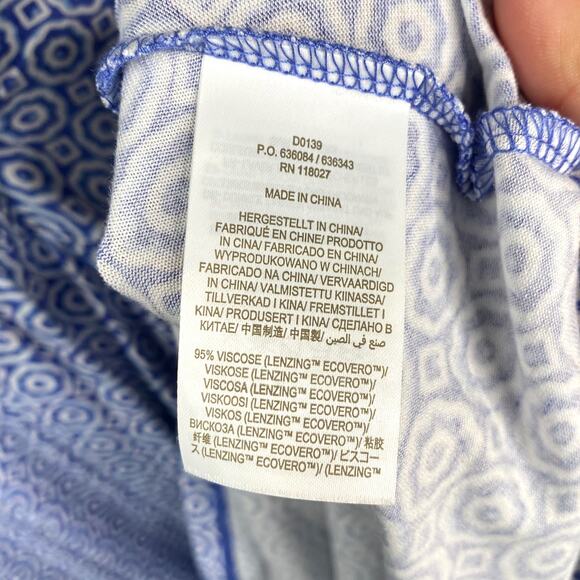 D0139
P.O. 636084 / 636343
RN 118027
MADE IN CHINA
HERGESTELLT IN CHINA/
FABRIQUÉ EN CHINE/ PRODOTTO
IN CINA/ FABRICADO EN CHINA/
WYPRODUKOWANO W CHINACH/
FABRICADO NA CHINA/ VERVAARDIGD
IN CHINA/ VALMISTETTU KIINASSA/
TILLVERKAD I KINA/ FREMSTILLET I
KINA/ PRODUSERT I KINA/ СДЕЛАНО В
КИТАЕ/ 中国制造/ 中国製/ صنع في الصين
95% VISCOSE (LENZING™ ECOVERO™)/
VISKOSE (LENZING™ ECOVERO™)/
VISCOSA (LENZING™ ECOVERO™)/
VISKOOSI (LENZING™ ECOVERO™)/
VISKOS (LENZING™ ECOVERO™)/
ВИСКОЗА (LENZING™ ECOVERO™)/ 粘胶
纤维 (LENZING™ ECOVERO™)/ ビスコー
ス (LENZING™ ECOVERO™)/ (LENZING™